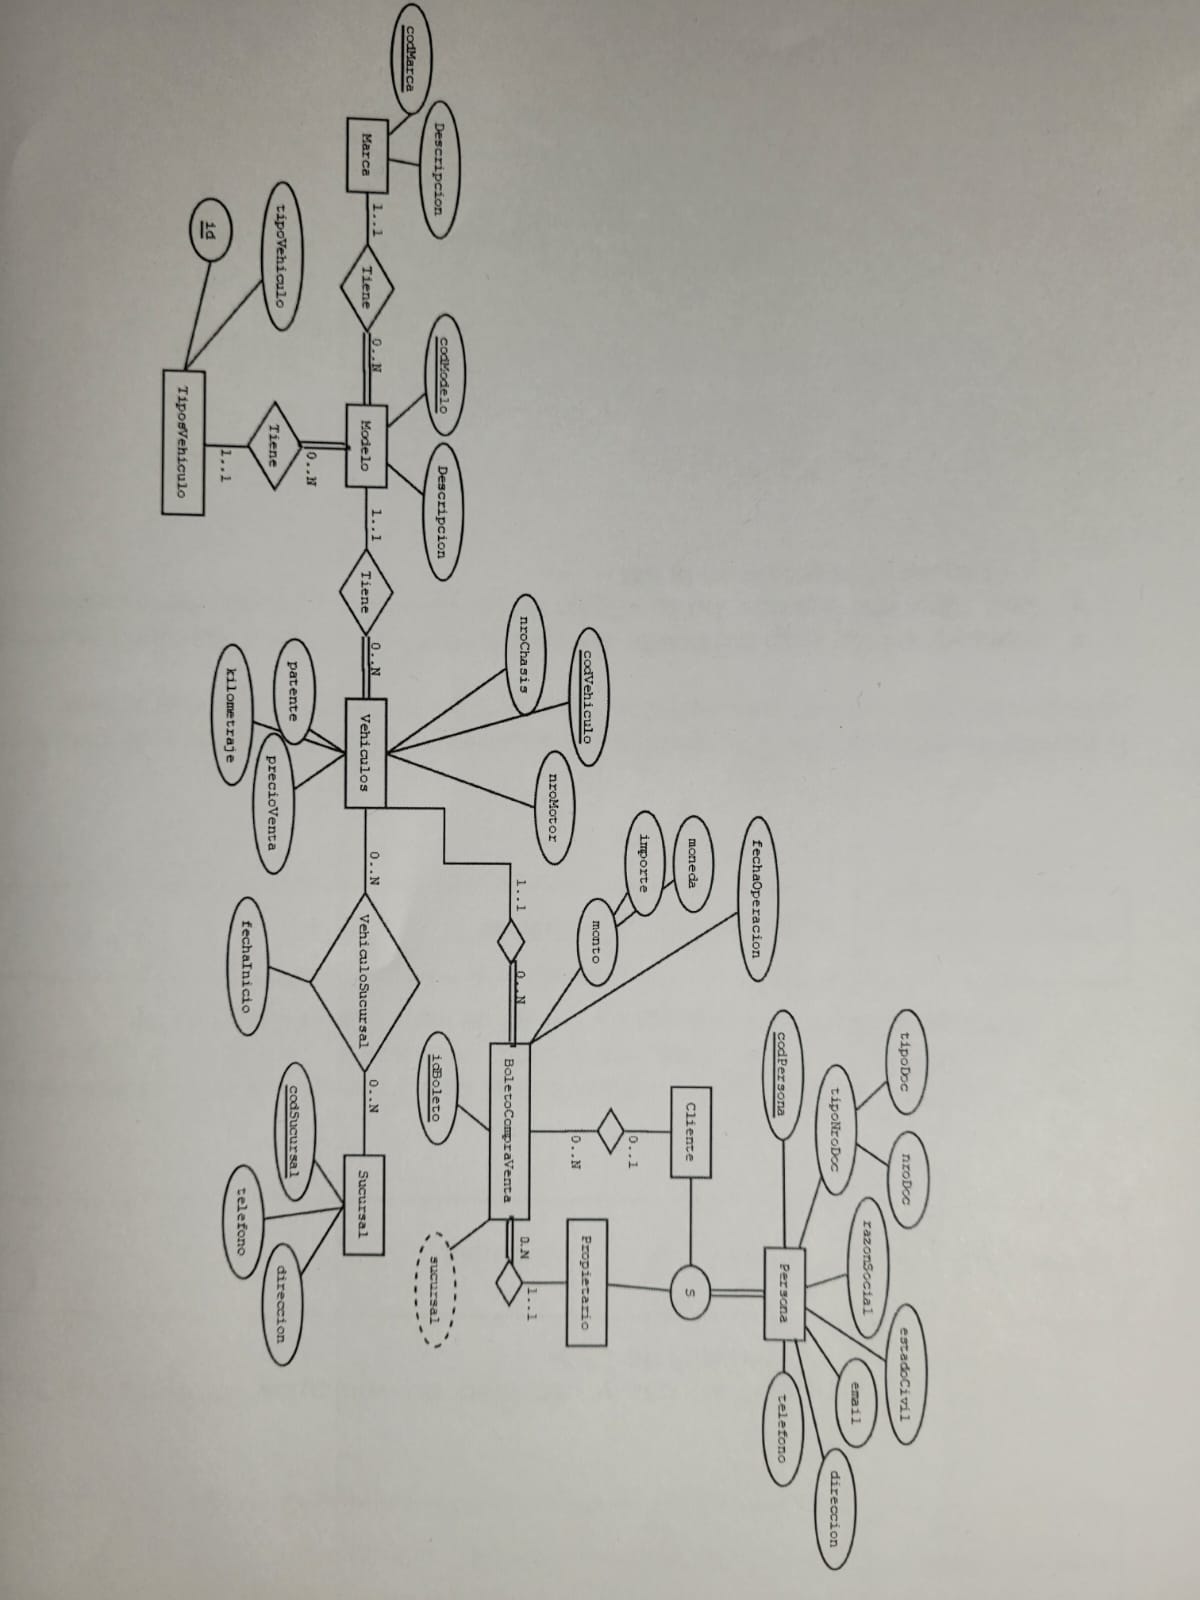 tipoDoc
nroDoc
estadoCivil
razonSocial
email
tipoNroDoc
direccion
codPersona
Persona
telefono
fechaOperacion
moneda
Cliente
S
importe
0..1
monto
codVehiculo
Propietario
0..N
nroMotor
nroChasis
1..1
0..N
0.N
1..1
BoletoCompraVenta
Descripcion
codModelo
Descripcion
idBoleto
sucursal
codMarca
Marca
1..1
Tiene
0..N
Modelo
1..1
Tiene
0..N
Vehiculos
0..N
VehiculoSucursal
0..N
Sucursal
0..N
tipoVehiculo
Tiene
patente
precioVenta
codSucursal
direccion
1..1
kilometraje
fechaInicio
telefono
id
TiposVehiculo